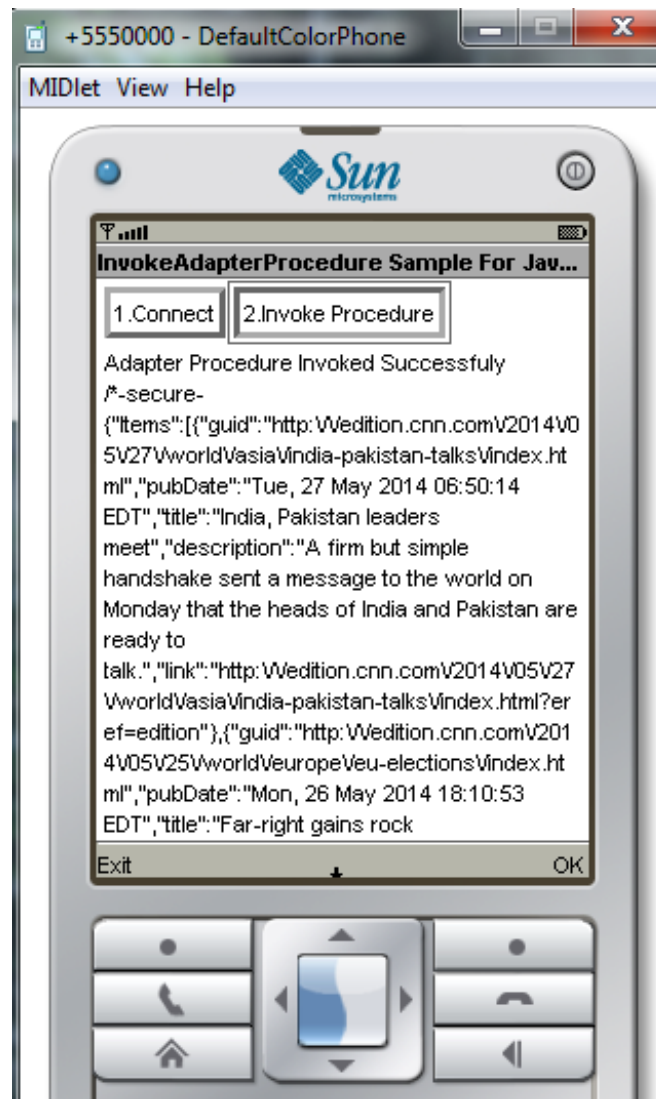 +5550000 - DefaultColorPhone
MIDlet View Help
Sun
microsystems
InvokeAdapterProcedure Sample For Jav...
1.Connect 2.Invoke Procedure
Adapter Procedure Invoked Successfuly
/*-secure-
{"Items":[{"guid":"http:\/\/edition.cnn.com\/2014\/0
5\/27\/world\/asia\/india-pakistan-talks\/index.ht
ml","pubDate":"Tue, 27 May 2014 06:50:14
EDT","title":"India, Pakistan leaders
meet","description":"A firm but simple
handshake sent a message to the world on
Monday that the heads of India and Pakistan are
ready to
talk.","link":"http:\/\/edition.cnn.com\/2014\/05\/27
\/world\/asia\/india-pakistan-talks\/index.html?er
ef=edition"},{"guid":"http:\/\/edition.cnn.com\/201
4\/05\/25\/world\/europe\/eu-elections\/index.ht
ml","pubDate":"Mon, 26 May 2014 18:10:53
EDT","title":"Far-right gains rock
Exit OK